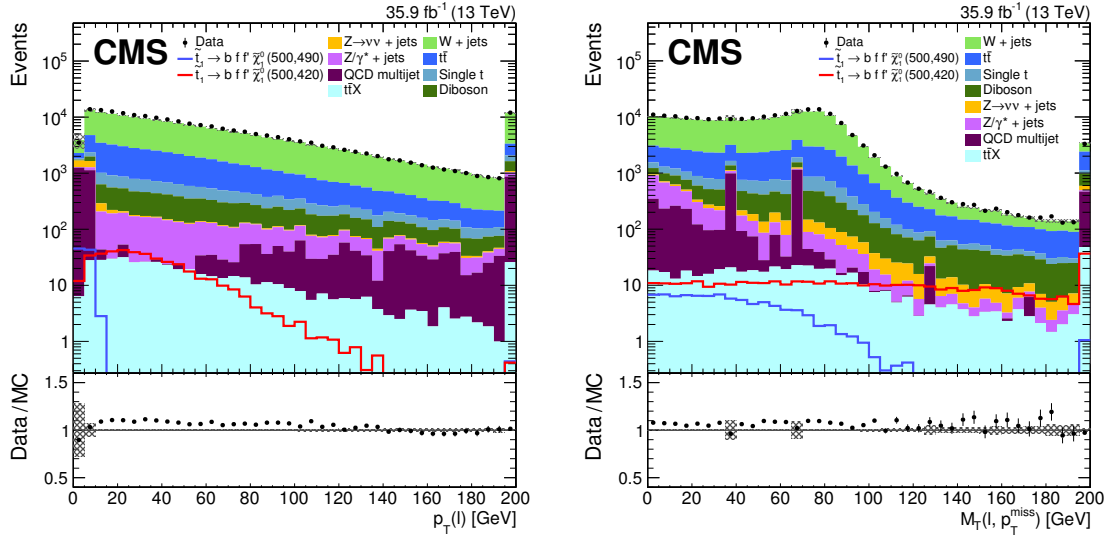 35.9 fb⁻¹ (13 TeV)
Events
CMS
Data
t̃₁ → b f f' χ̃₁⁰ (500,490)
t̃₁ → b f f' χ̃₁⁰ (500,420)
Z→νν + jets
Z/γ* + jets
QCD multijet
tt̄X
W + jets
tt̄
Single t
Diboson
10⁵
10⁴
10³
10²
10
1
Data / MC
1.5
1
0.5
0 20 40 60 80 100 120 140 160 180 200
p_T(l) [GeV]
35.9 fb⁻¹ (13 TeV)
Events
CMS
Data
t̃₁ → b f f' χ̃₁⁰ (500,490)
t̃₁ → b f f' χ̃₁⁰ (500,420)
W + jets
tt̄
Single t
Diboson
Z→νν + jets
Z/γ* + jets
QCD multijet
tt̄X
10⁵
10⁴
10³
10²
10
1
Data / MC
1.5
1
0.5
0 20 40 60 80 100 120 140 160 180 200
M_T(l, p_T^miss) [GeV]